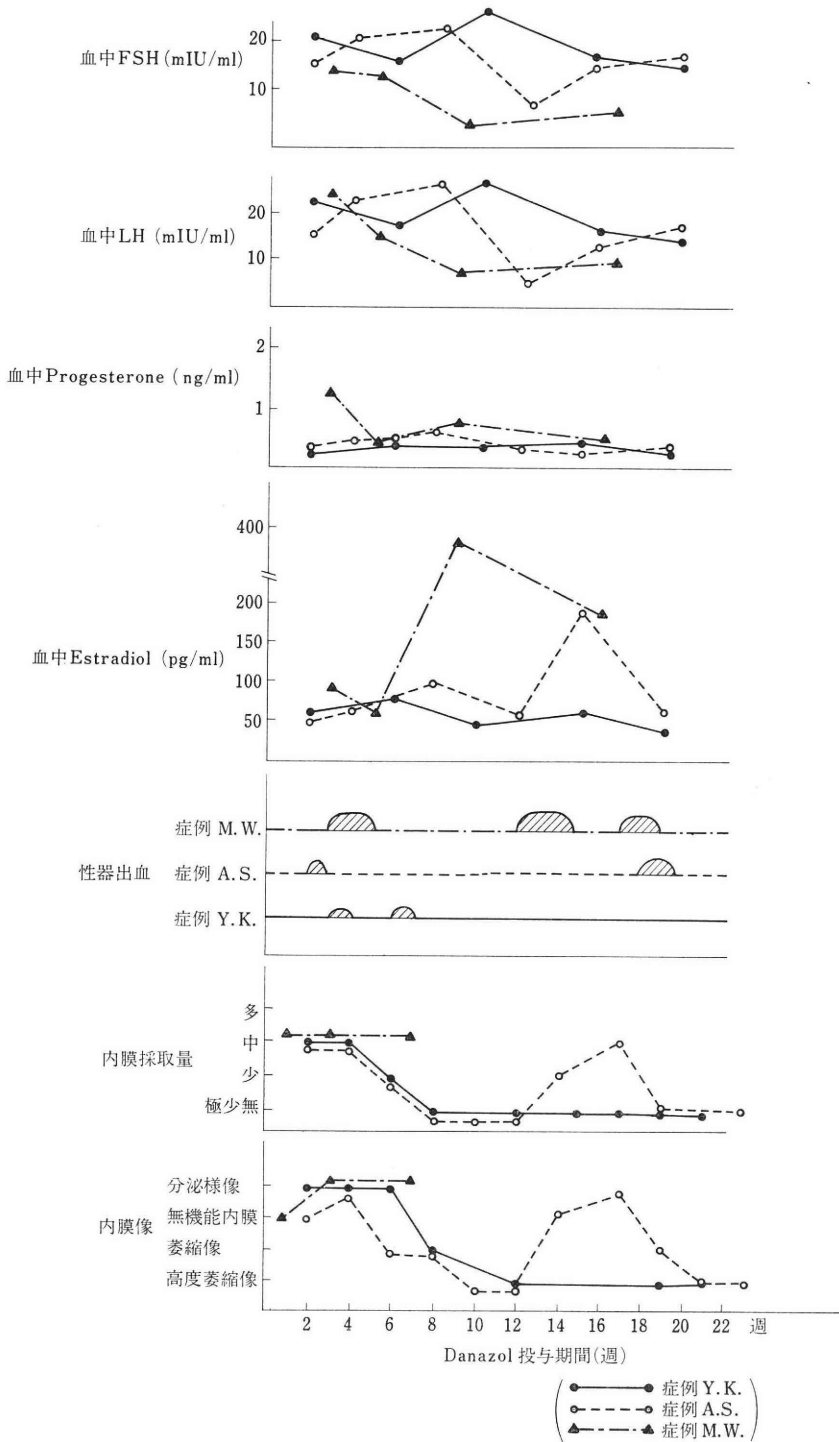 血中FSH(mIU/ml)
20
10
血中LH (mIU/ml)
20
10
血中Progesterone (ng/ml)
2
1
血中Estradiol (pg/ml)
400
200
150
100
50
性器出血
症例 M.W.
症例 A.S.
症例 Y.K.
内膜採取量
多
中
少
極少無
内膜像
分泌様像
無機能内膜
萎縮像
高度萎縮像
2 4 6 8 10 12 14 16 18 20 22 週
Danazol 投与期間(週)
症例 Y.K.
症例 A.S.
症例 M.W.